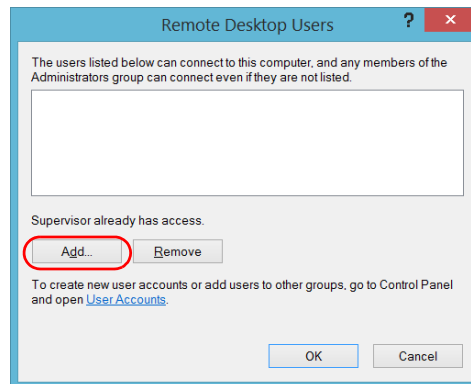 Remote Desktop Users
?
×
The users listed below can connect to this computer, and any members of the
Administrators group can connect even if they are not listed.
Supervisor already has access.
Add...
Remove
To create new user accounts or add users to other groups, go to Control Panel
and open User Accounts.
OK
Cancel